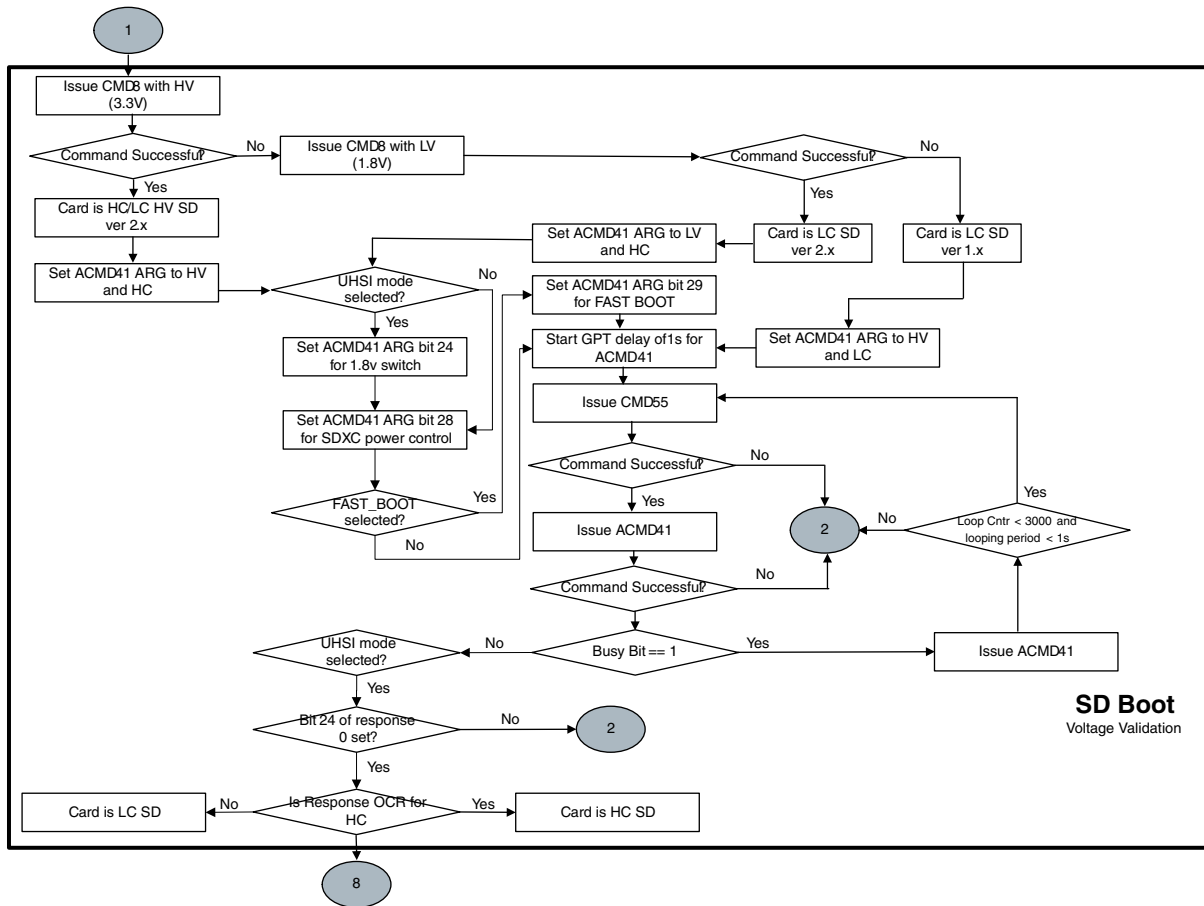 1
Issue CMD8 with HV
(3.3V)
Command Successful?
No
Issue CMD8 with LV
(1.8V)
Command Successful?
No
Yes
Yes
Card is HC/LC HV SD
ver 2.x
Set ACMD41 ARG to LV
and HC
Card is LC SD
ver 2.x
Card is LC SD
ver 1.x
Set ACMD41 ARG to HV
and HC
UHSI mode
selected?
No
Set ACMD41 ARG bit 29
for FAST BOOT
Yes
Set ACMD41 ARG bit 24
for 1.8v switch
Start GPT delay of1s for
ACMD41
Set ACMD41 ARG to HV
and LC
Issue CMD55
Set ACMD41 ARG bit 28
for SDXC power control
Command Successful?
No
Yes
FAST_BOOT
selected?
Yes
No
Yes
Issue ACMD41
2
No
Loop Cntr < 3000 and
looping period < 1s
Command Successful?
No
UHSI mode
selected?
No
Busy Bit == 1
Yes
Issue ACMD41
Yes
Bit 24 of response
0 set?
No
2
SD Boot
Voltage Validation
Yes
Card is LC SD
No
Is Response OCR for
HC
Yes
Card is HC SD
8